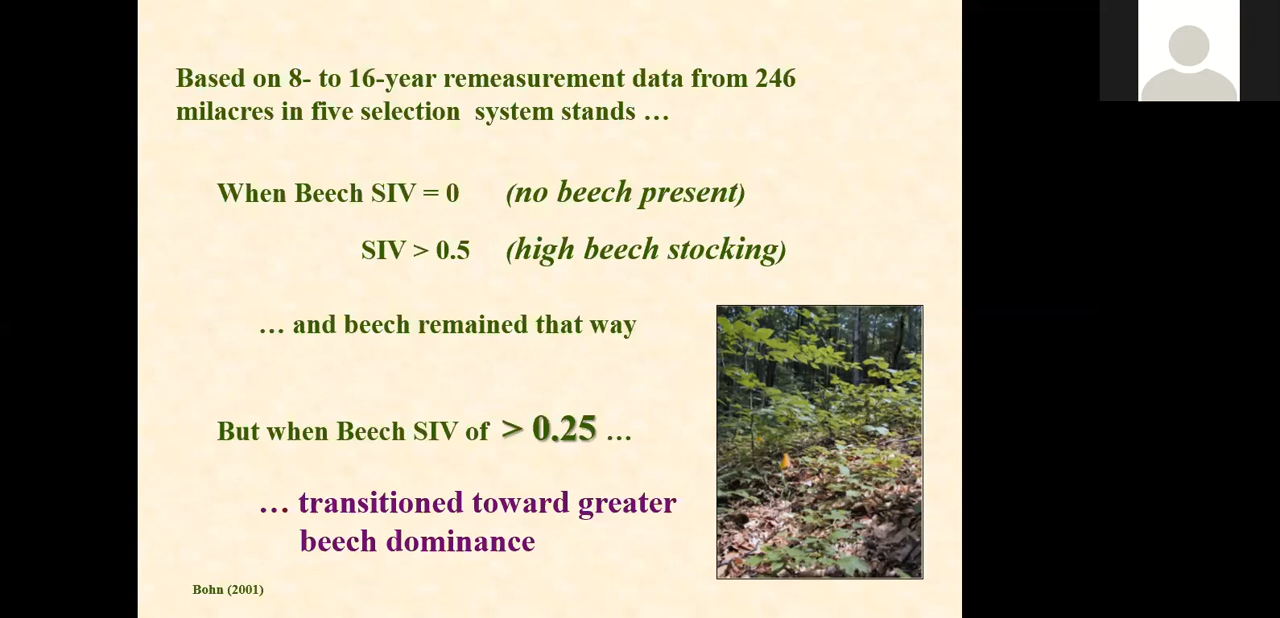 Based on 8- to 16-year remeasurement data from 246
milacres in five selection system stands …
When Beech SIV = 0 (no beech present)
SIV > 0.5 (high beech stocking)
… and beech remained that way
But when Beech SIV of > 0.25 …
… transitioned toward greater
beech dominance
Bohn (2001)